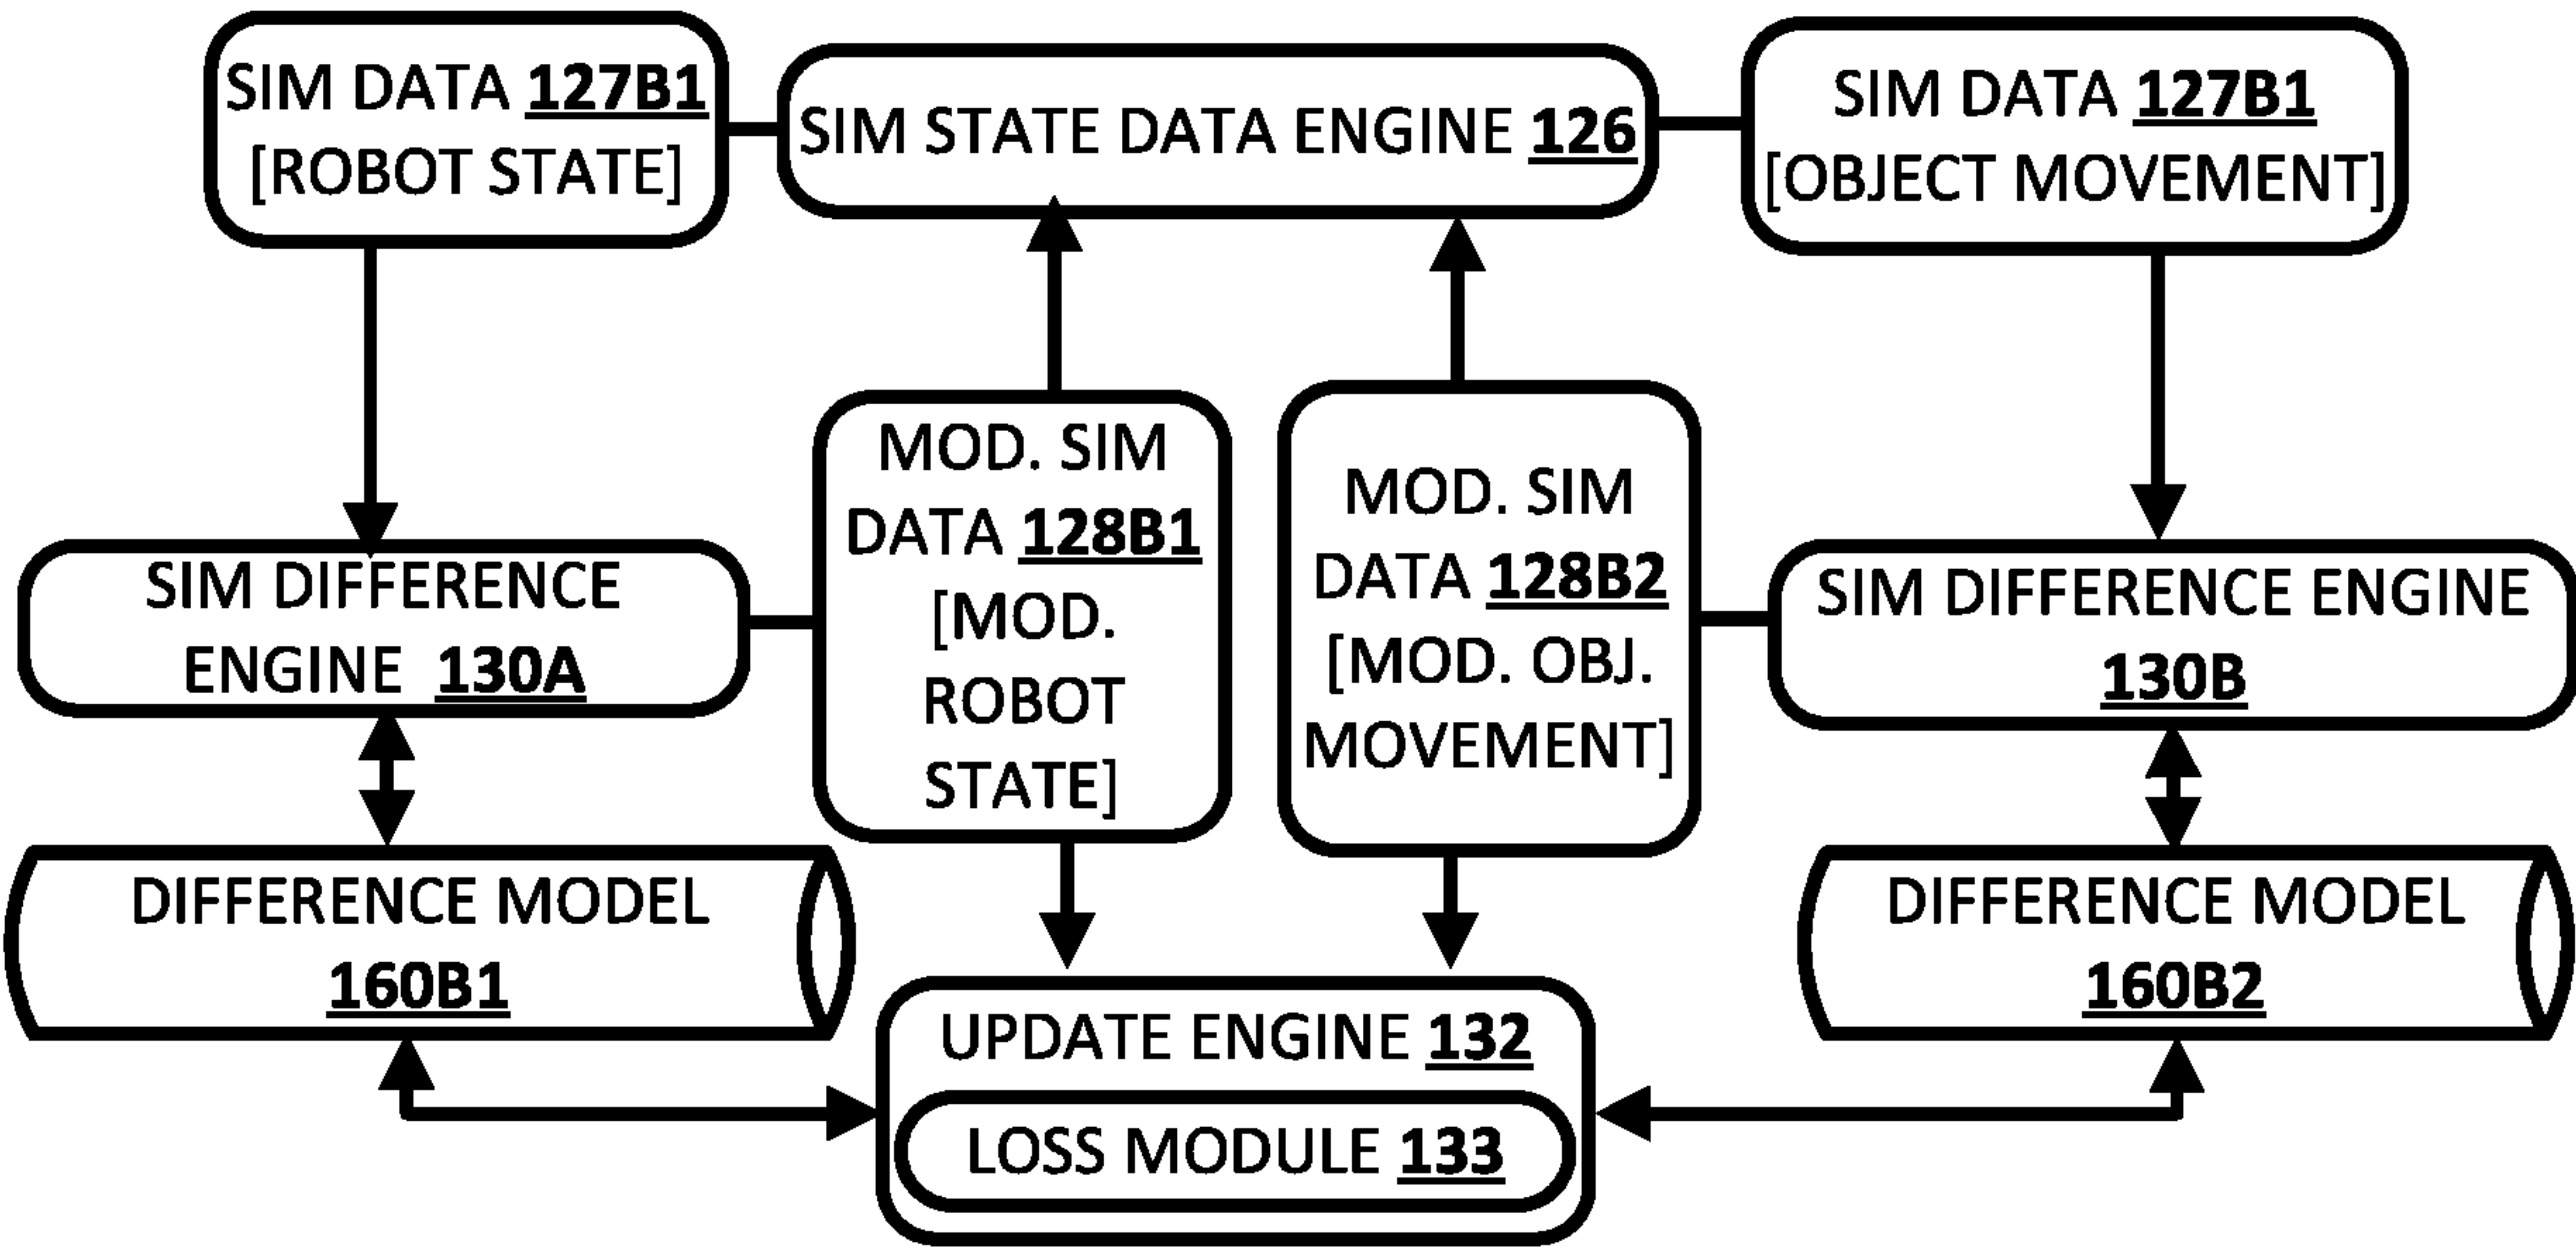 SIM DATA 127B1
[ROBOT STATE]
SIM STATE DATA ENGINE 126
SIM DATA 127B1
[OBJECT MOVEMENT]
SIM DIFFERENCE
ENGINE 130A
MOD. SIM
DATA 128B1
[MOD.
ROBOT
STATE]
MOD. SIM
DATA 128B2
[MOD. OBJ.
MOVEMENT]
SIM DIFFERENCE ENGINE
130B
DIFFERENCE MODEL
160B1
DIFFERENCE MODEL
160B2
UPDATE ENGINE 132
LOSS MODULE 133